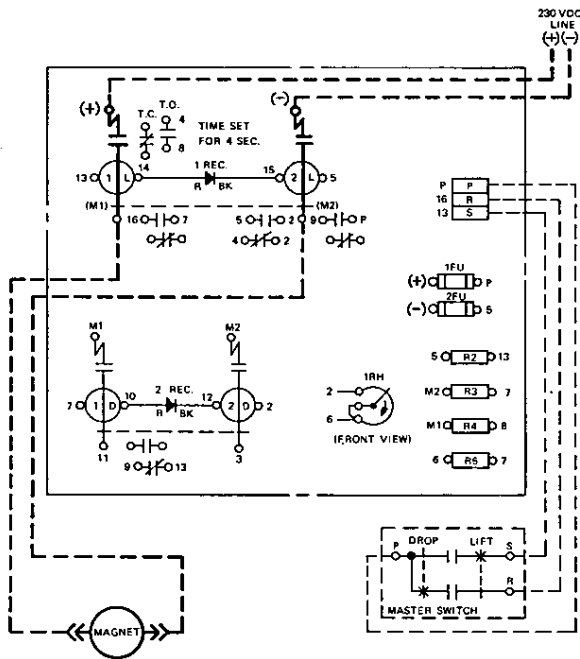 230 VDC
LINE
(+) (−)
(+)
T.C.
T.O.
4
8
14
TIME SET
FOR 4 SEC.
(−)
13
1
L
1 REC.
R
BK
15
2
L
5
(M1)
(M2)
16
7
5
2
9
P
4
2
P
P
16
R
13
S
1FU
(+)
P
2FU
(−)
5
M1
M2
7
1
D
10
2 REC.
R
BK
12
2
D
2
11
9
13
3
1RH
2
6
(FRONT VIEW)
5
R2
13
M2
R3
7
M1
R4
8
6
R5
7
P
DROP
LIFT
S
R
MASTER SWITCH
MAGNET